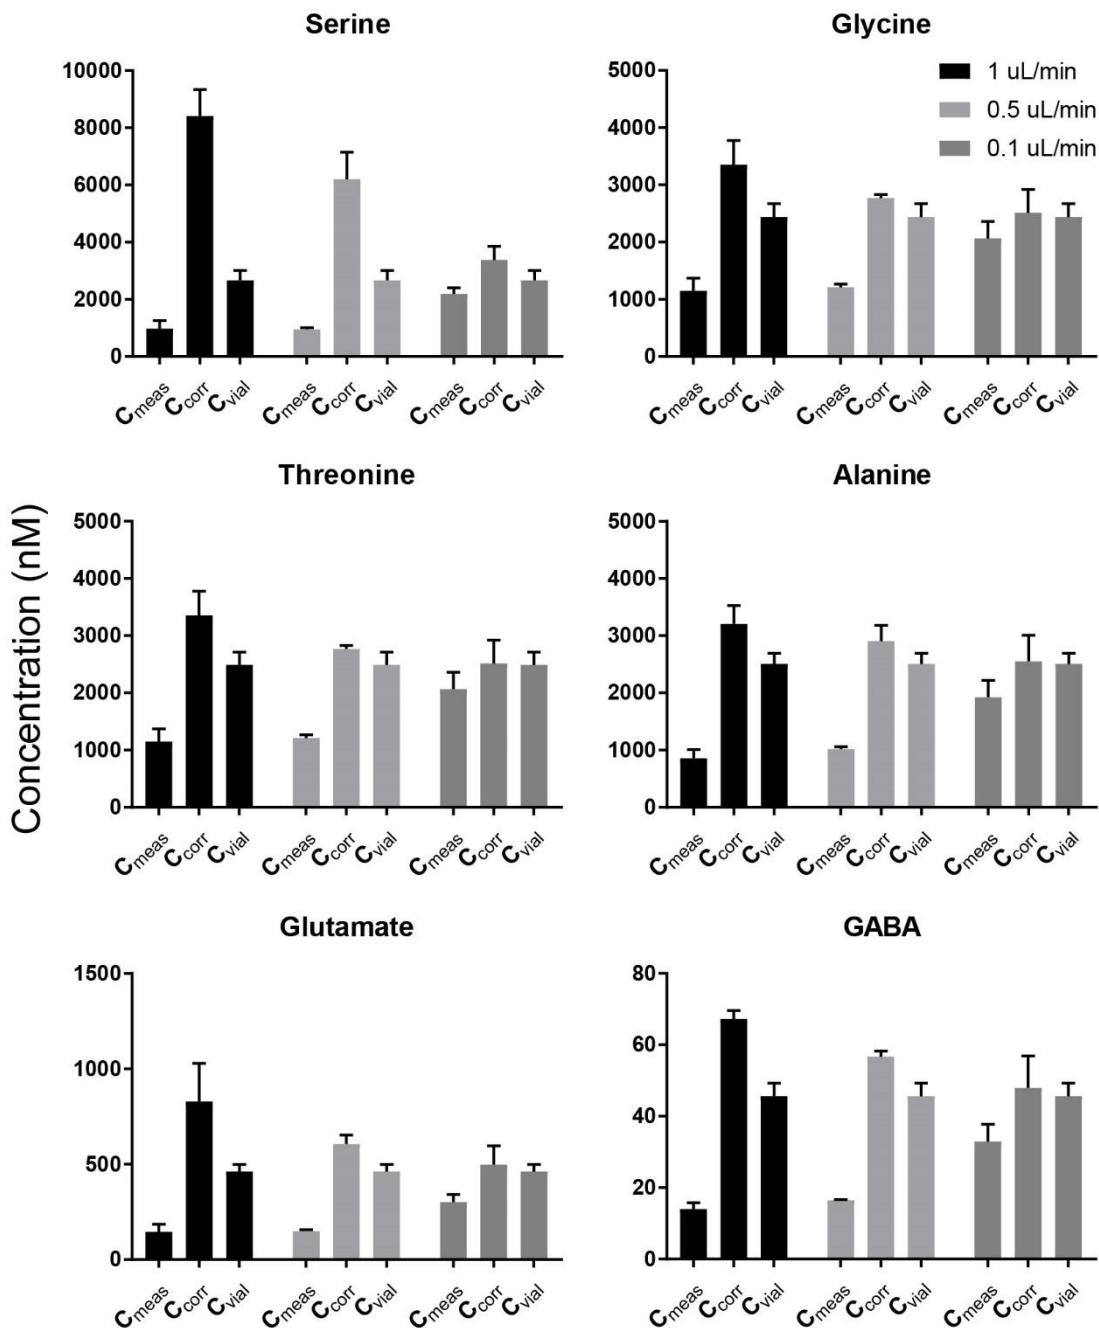 Serine
10000
8000
6000
4000
2000
0
Cmeas
Ccorr
Cvial
Cmeas
Ccorr
Cvial
Cmeas
Ccorr
Cvial
Glycine
5000
4000
3000
2000
1000
0
1 uL/min
0.5 uL/min
0.1 uL/min
Cmeas
Ccorr
Cvial
Cmeas
Ccorr
Cvial
Cmeas
Ccorr
Cvial
Concentration (nM)
Threonine
5000
4000
3000
2000
1000
0
Cmeas
Ccorr
Cvial
Cmeas
Ccorr
Cvial
Cmeas
Ccorr
Cvial
Alanine
5000
4000
3000
2000
1000
0
Cmeas
Ccorr
Cvial
Cmeas
Ccorr
Cvial
Cmeas
Ccorr
Cvial
Glutamate
1500
1000
500
0
Cmeas
Ccorr
Cvial
Cmeas
Ccorr
Cvial
Cmeas
Ccorr
Cvial
GABA
80
60
40
20
0
Cmeas
Ccorr
Cvial
Cmeas
Ccorr
Cvial
Cmeas
Ccorr
Cvial